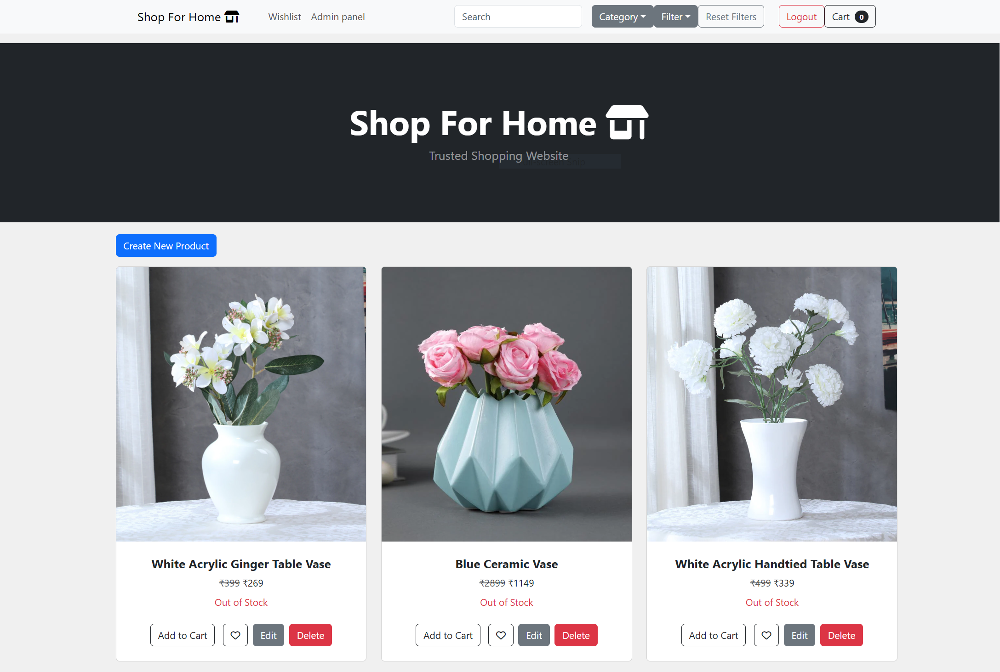 Shop For Home
Wishlist
Admin panel
Search
Category
Filter
Reset Filters
Logout
Cart 0
Shop For Home
Trusted Shopping Website
Full-screen Snip
Create New Product
White Acrylic Ginger Table Vase
₹399 ₹269
Out of Stock
Add to Cart
Edit
Delete
Blue Ceramic Vase
₹2899 ₹1149
Out of Stock
Add to Cart
Edit
Delete
White Acrylic Handtied Table Vase
₹499 ₹339
Out of Stock
Add to Cart
Edit
Delete